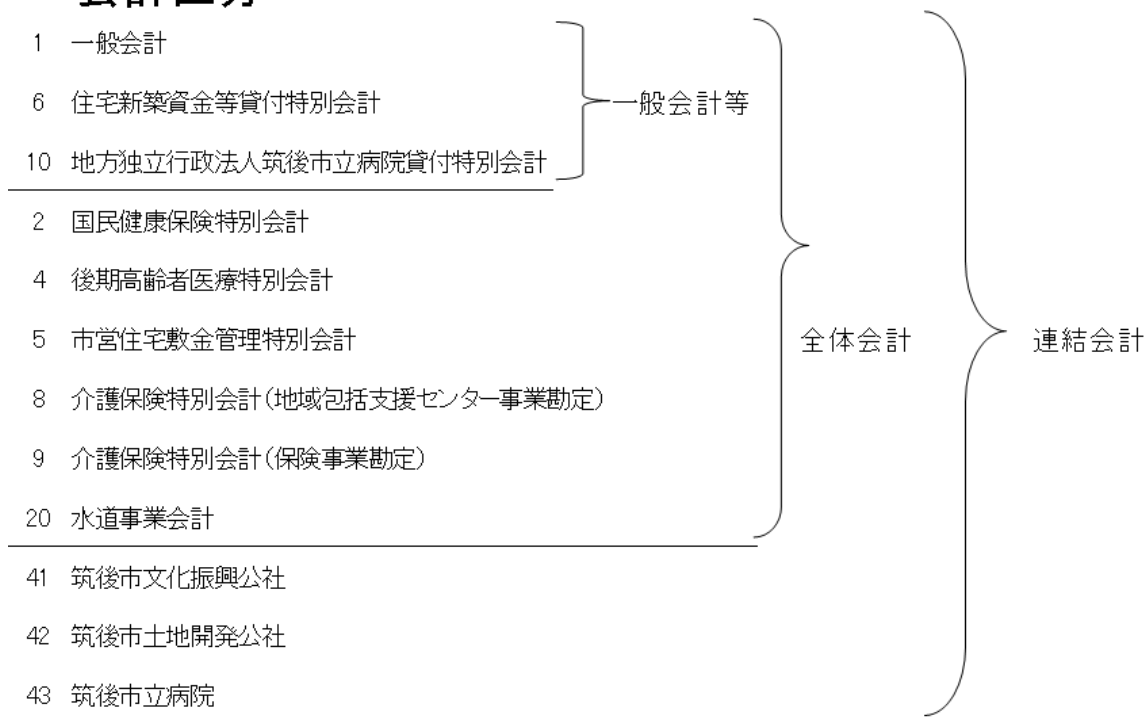 1 一般会計
6 住宅新築資金等貸付特別会計
一般会計等
10 地方独立行政法人筑後市立病院貸付特別会計
2 国民健康保険特別会計
4 後期高齢者医療特別会計
5 市営住宅敷金管理特別会計
全体会計
連結会計
8 介護保険特別会計(地域包括支援センター事業勘定)
9 介護保険特別会計(保険事業勘定)
20 水道事業会計
41 筑後市文化振興公社
42 筑後市土地開発公社
43 筑後市立病院